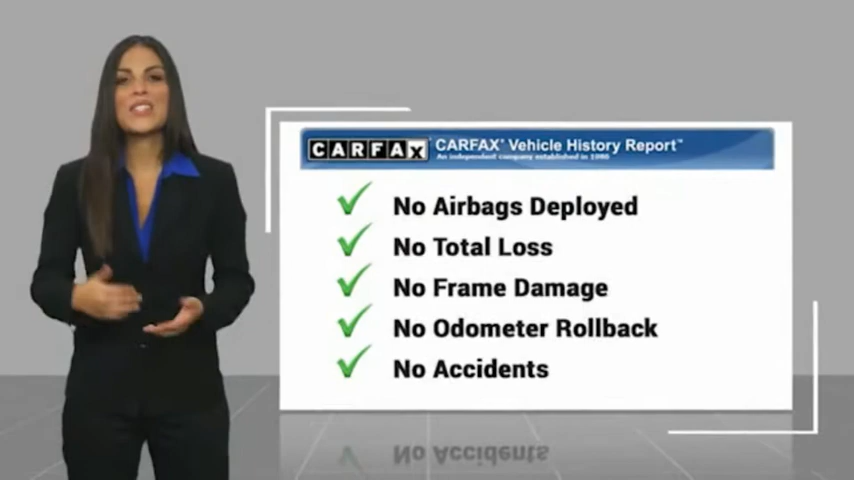 CARFAX CARFAX® Vehicle History Report™
An independent company established in 1986
No Airbags Deployed
No Total Loss
No Frame Damage
No Odometer Rollback
No Accidents
No Accidents